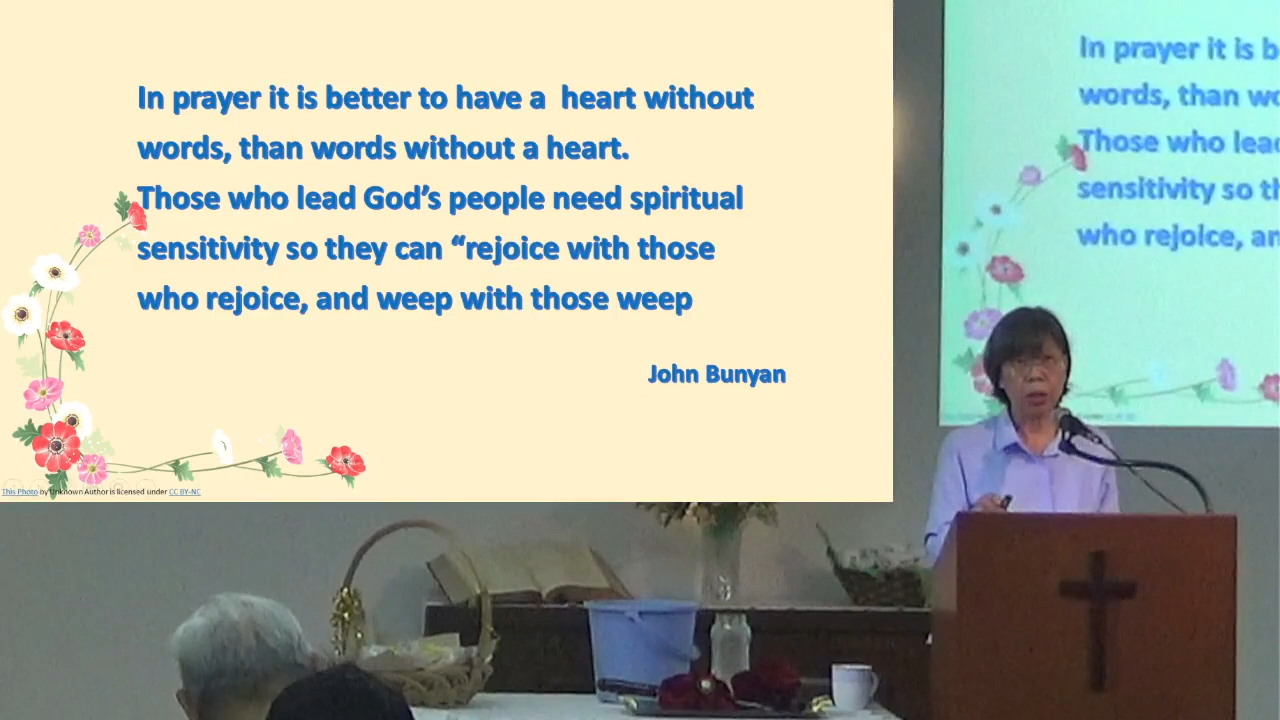 In prayer it is better to have a  heart without
words, than words without a heart.
Those who lead God's people need spiritual
sensitivity so they can “rejoice with those
who rejoice, and weep with those weep
John Bunyan
This Photo by Unknown Author is licensed under CC BY-NC
In prayer it is b
words, than wo
Those who lead
sensitivity so th
who rejoice, an